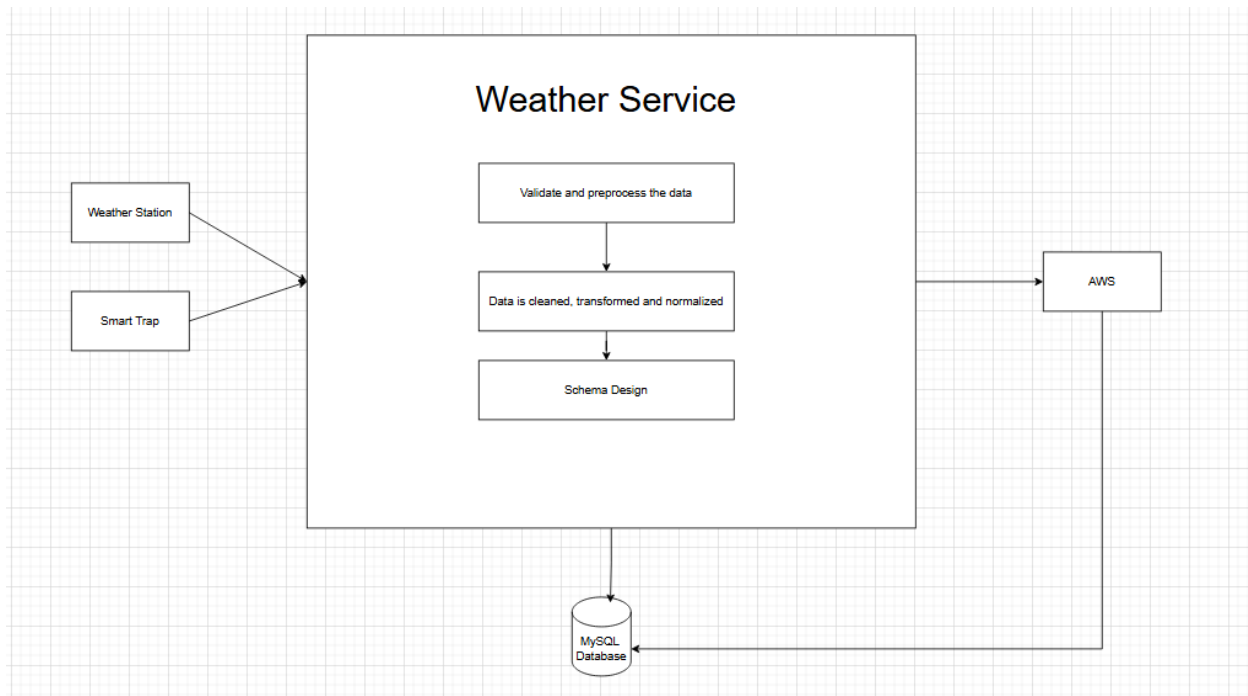 Weather Service
Validate and preprocess the data
Weather Station
Data is cleaned, transformed and normalized
AWS
Smart Trap
Schema Design
MySQL
Database